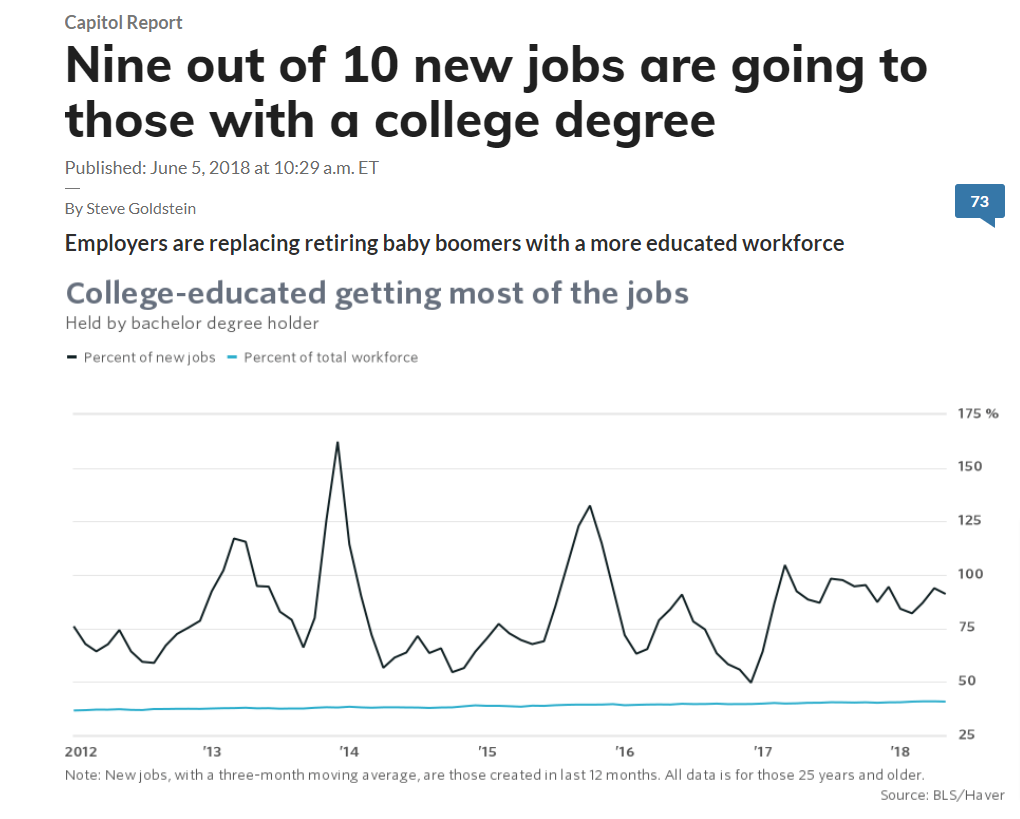 Capitol Report
Nine out of 10 new jobs are going to
those with a college degree
Published: June 5, 2018 at 10:29 a.m. ET
—
By Steve Goldstein
73
Employers are replacing retiring baby boomers with a more educated workforce
College-educated getting most of the jobs
Held by bachelor degree holder
Percent of new jobs Percent of total workforce
175 %
150
125
100
75
50
25
2012 '13 '14 '15 '16 '17 '18
Note: New jobs, with a three-month moving average, are those created in last 12 months. All data is for those 25 years and older.
Source: BLS/Haver